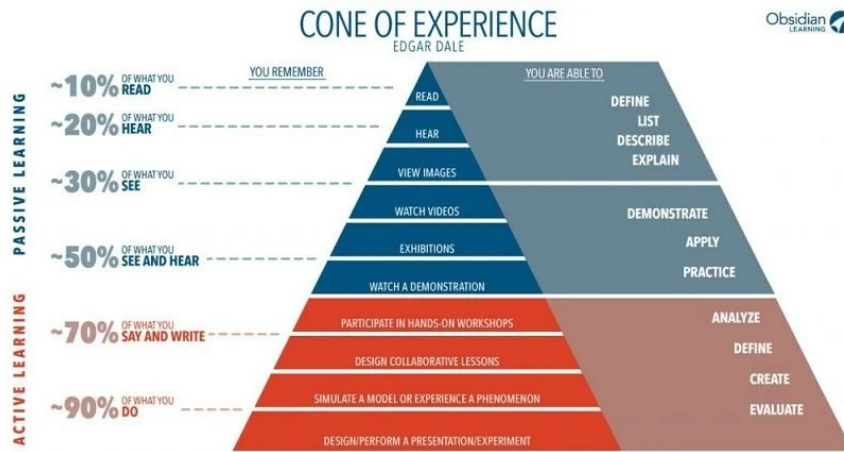 CONE OF EXPERIENCE
EDGAR DALE
Obsidian
LEARNING
YOU REMEMBER
YOU ARE ABLE TO
PASSIVE LEARNING
~10% OF WHAT YOU READ
~20% OF WHAT YOU HEAR
~30% OF WHAT YOU SEE
~50% OF WHAT YOU SEE AND HEAR
ACTIVE LEARNING
~70% OF WHAT YOU SAY AND WRITE
~90% OF WHAT YOU DO
READ
HEAR
VIEW IMAGES
WATCH VIDEOS
EXHIBITIONS
WATCH A DEMONSTRATION
PARTICIPATE IN HANDS-ON WORKSHOPS
DESIGN COLLABORATIVE LESSONS
SIMULATE A MODEL OR EXPERIENCE A PHENOMENON
DESIGN/PERFORM A PRESENTATION/EXPERIMENT
DEFINE
LIST
DESCRIBE
EXPLAIN
DEMONSTRATE
APPLY
PRACTICE
ANALYZE
DEFINE
CREATE
EVALUATE